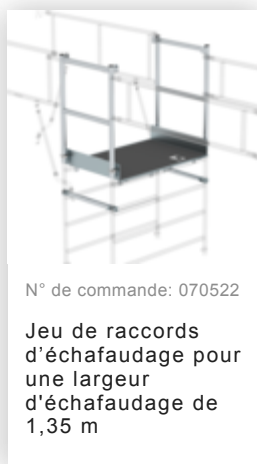 N° de commande: 070522
Jeu de raccords
d’échafaudage pour
une largeur
d'échafaudage de
1,35 m